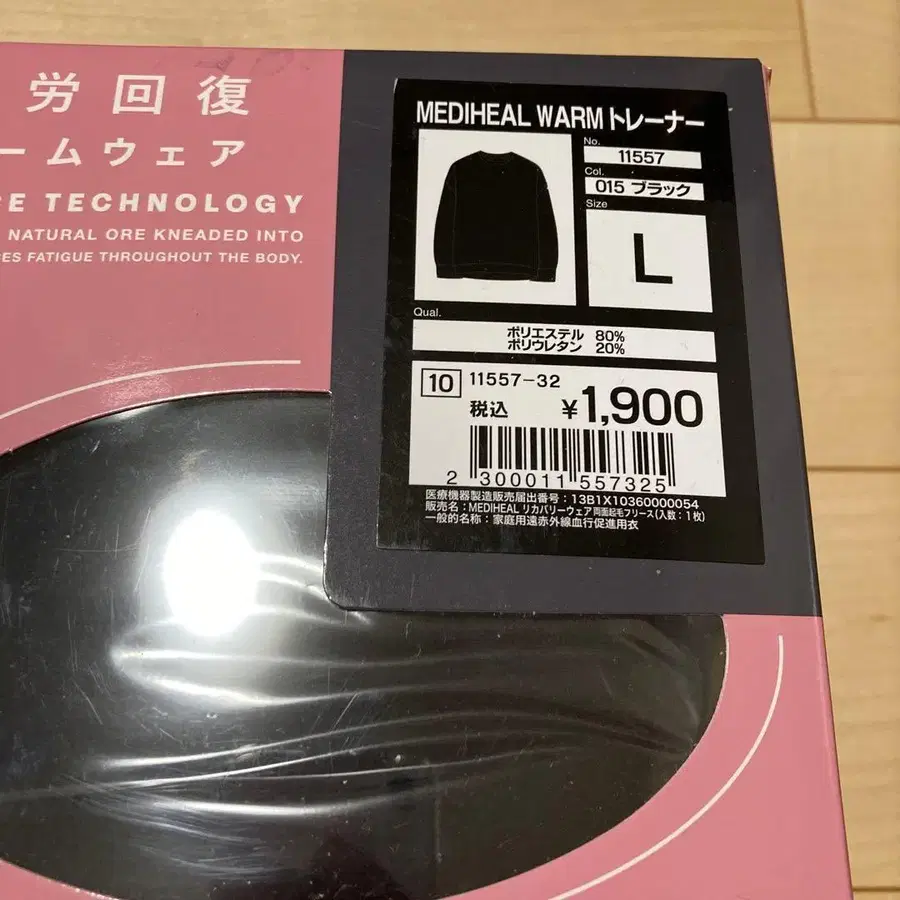 労回復
ームウェア
CE TECHNOLOGY
NATURAL ORE KNEADED INTO
CES FATIGUE THROUGHOUT THE BODY.
MEDIHEAL WARM トレーナー
No.
11557
Col.
015 ブラック
Size
L
Qual.
ポリエステル 80%
ポリウレタン 20%
10 11557-32
税込 ¥1,900
2 300011 557325
医療機器製造販売届出番号:13B1X10360000054
販売名:MEDIHEAL リカバリーウェア両面起毛フリース(入数:1枚)
一般的名称:家庭用遠赤外線血行促進用衣